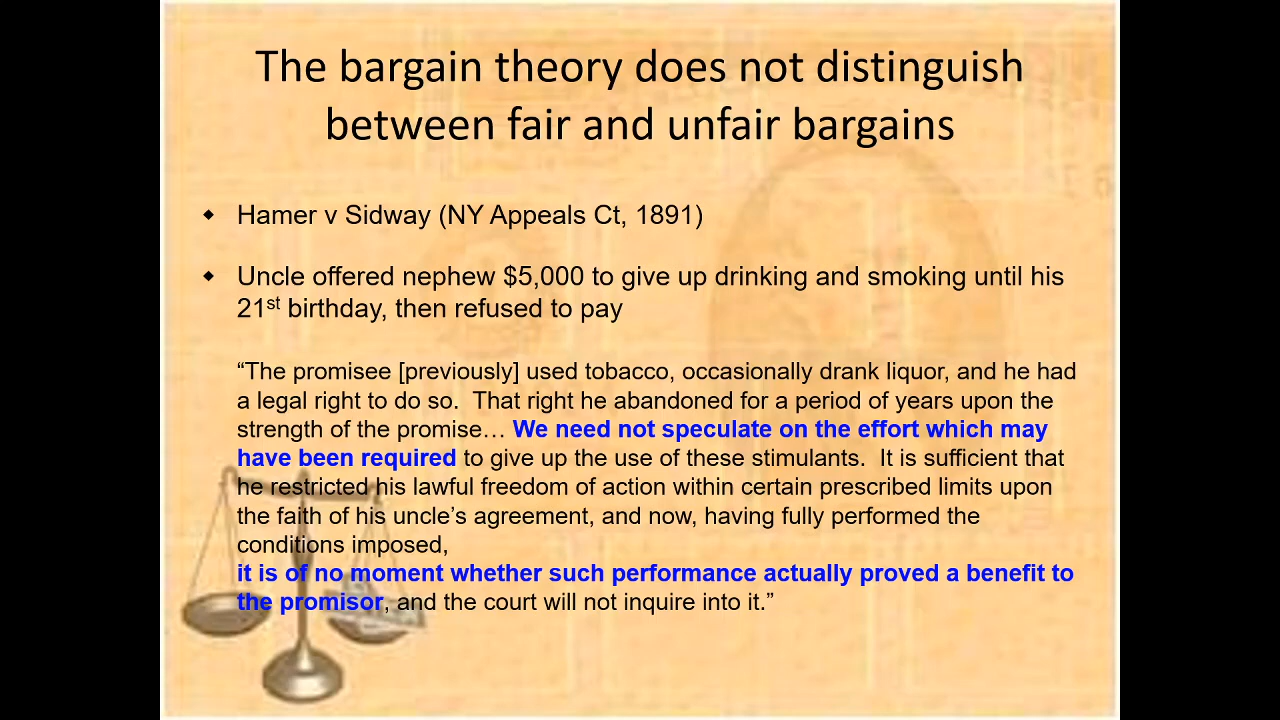 The bargain theory does not distinguish
between fair and unfair bargains
◆ Hamer v Sidway (NY Appeals Ct, 1891)
◆ Uncle offered nephew $5,000 to give up drinking and smoking until his
21st birthday, then refused to pay
“The promisee [previously] used tobacco, occasionally drank liquor, and he had
a legal right to do so.  That right he abandoned for a period of years upon the
strength of the promise… We need not speculate on the effort which may
have been required to give up the use of these stimulants.  It is sufficient that
he restricted his lawful freedom of action within certain prescribed limits upon
the faith of his uncle’s agreement, and now, having fully performed the
conditions imposed,
it is of no moment whether such performance actually proved a benefit to
the promisor, and the court will not inquire into it.”